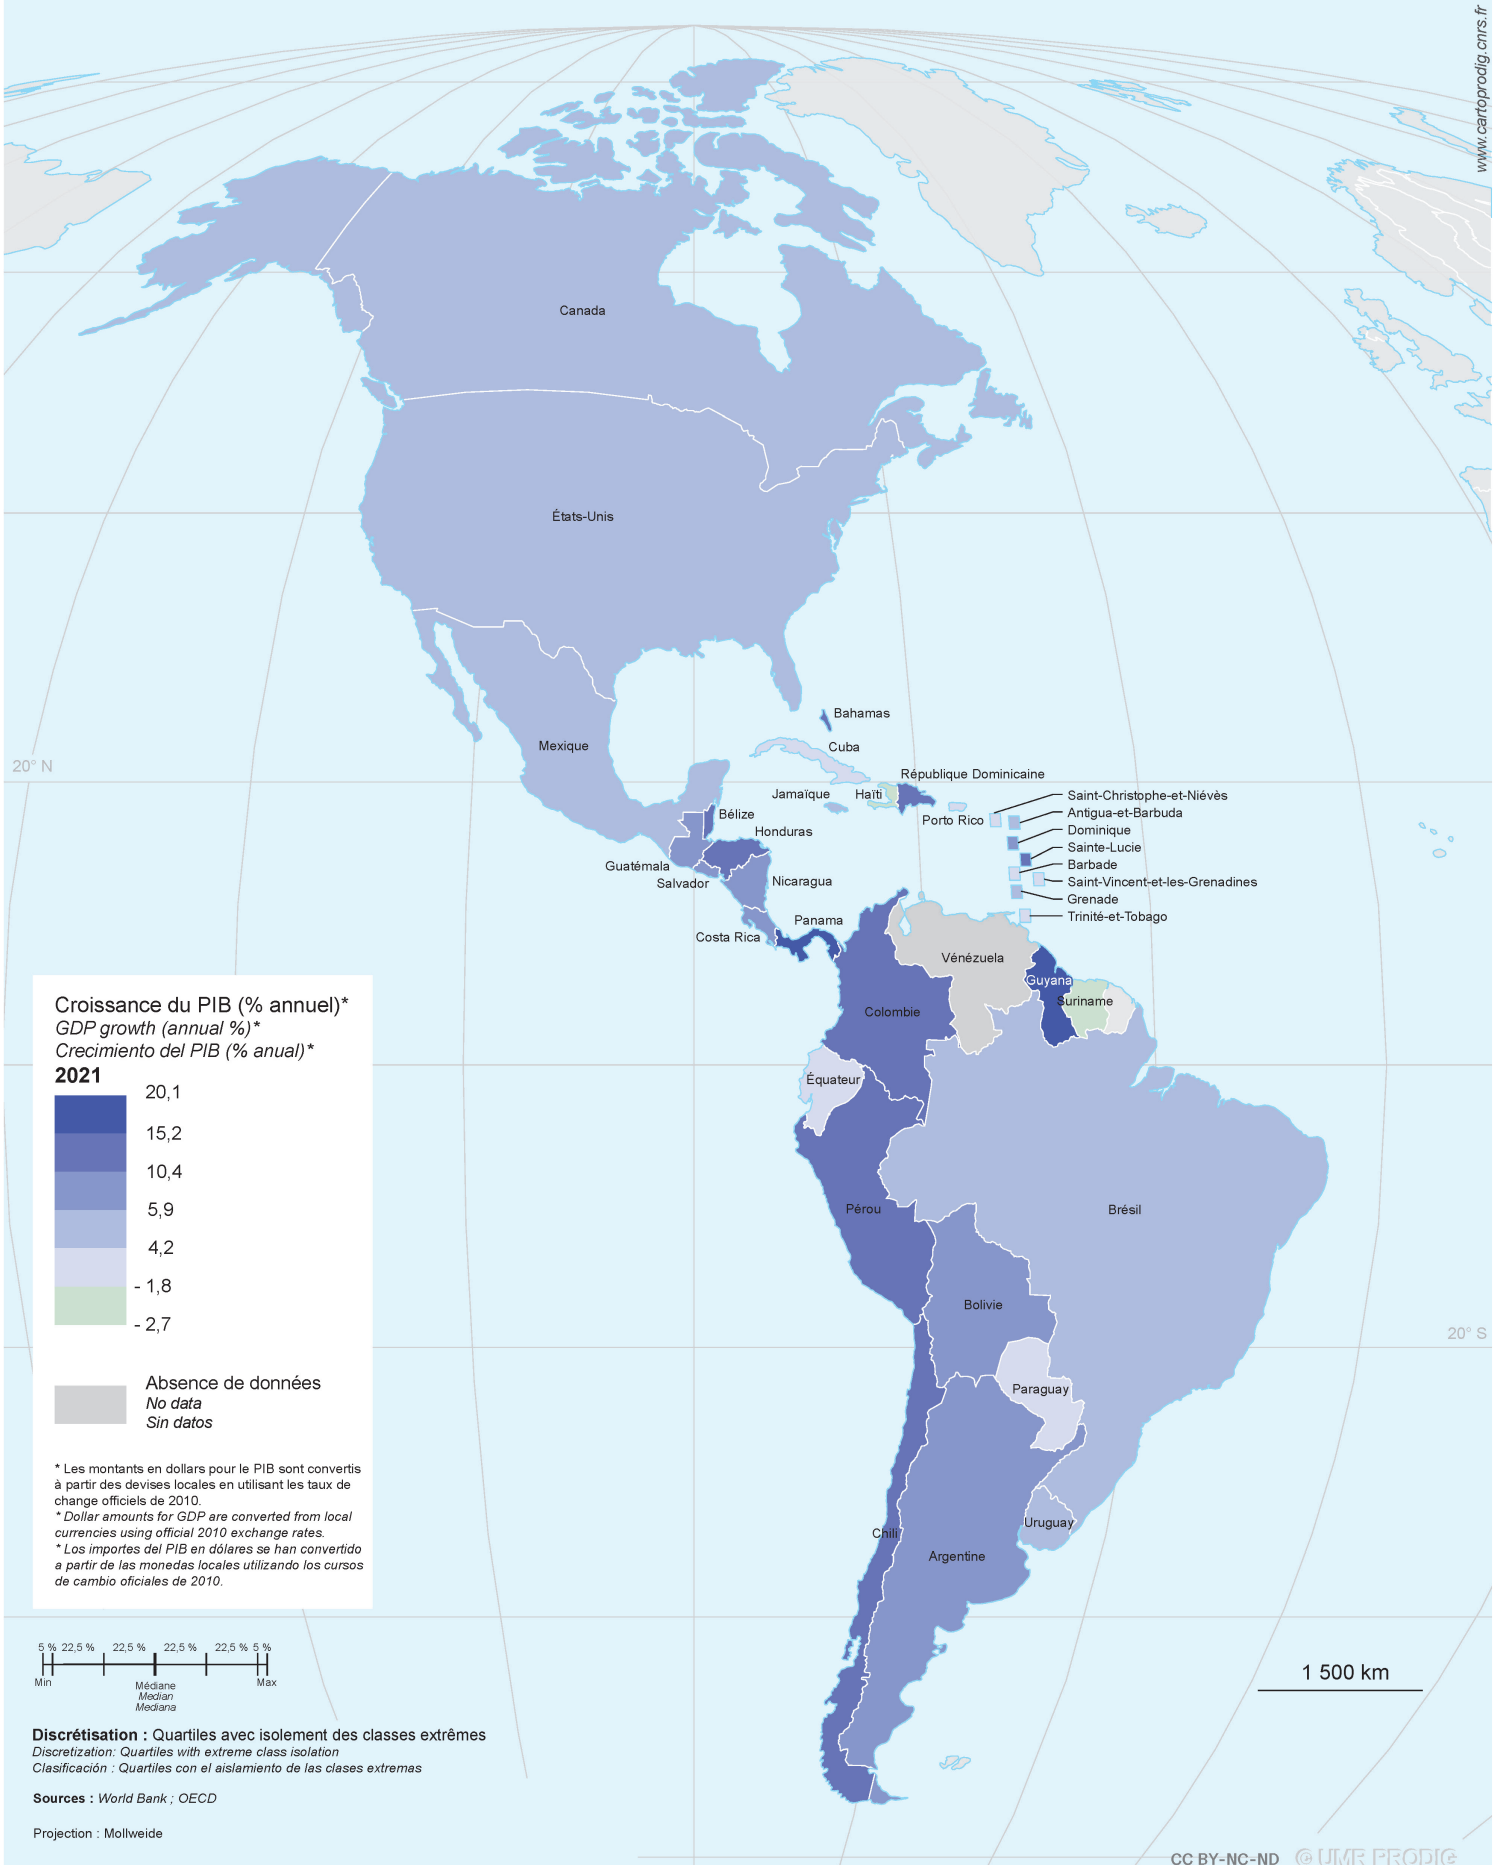 www.cartoprodig.cnrs.fr
Canada
États-Unis
Mexique
Bahamas
Cuba
20° N
République Dominicaine
Jamaïque
Haïti
Porto Rico
Saint-Christophe-et-Niévès
Antigua-et-Barbuda
Dominique
Sainte-Lucie
Barbade
Saint-Vincent-et-les-Grenadines
Grenade
Trinité-et-Tobago
Bélize
Honduras
Guatémala
Salvador
Nicaragua
Panama
Costa Rica
Vénézuela
Guyana
Suriname
Colombie
Équateur
Pérou
Brésil
Bolivie
20° S
Paraguay
Uruguay
Chili
Argentine
Croissance du PIB (% annuel)*
GDP growth (annual %)*
Crecimiento del PIB (% anual)*
2021
20,1
15,2
10,4
5,9
4,2
- 1,8
- 2,7
Absence de données
No data
Sin datos
* Les montants en dollars pour le PIB sont convertis
à partir des devises locales en utilisant les taux de
change officiels de 2010.
* Dollar amounts for GDP are converted from local
currencies using official 2010 exchange rates.
* Los importes del PIB en dólares se han convertido
a partir de las monedas locales utilizando los cursos
de cambio oficiales de 2010.
5 % 22,5 % 22,5 % 22,5 % 22,5 % 5 %
Min Max
Médiane
Median
Mediana
1 500 km
Discrétisation : Quartiles avec isolement des classes extrêmes
Discretization: Quartiles with extreme class isolation
Clasificación : Quartiles con el aislamiento de las clases extremas
Sources : World Bank ; OECD
Projection : Mollweide
CC BY-NC-ND © UMR PRODIG